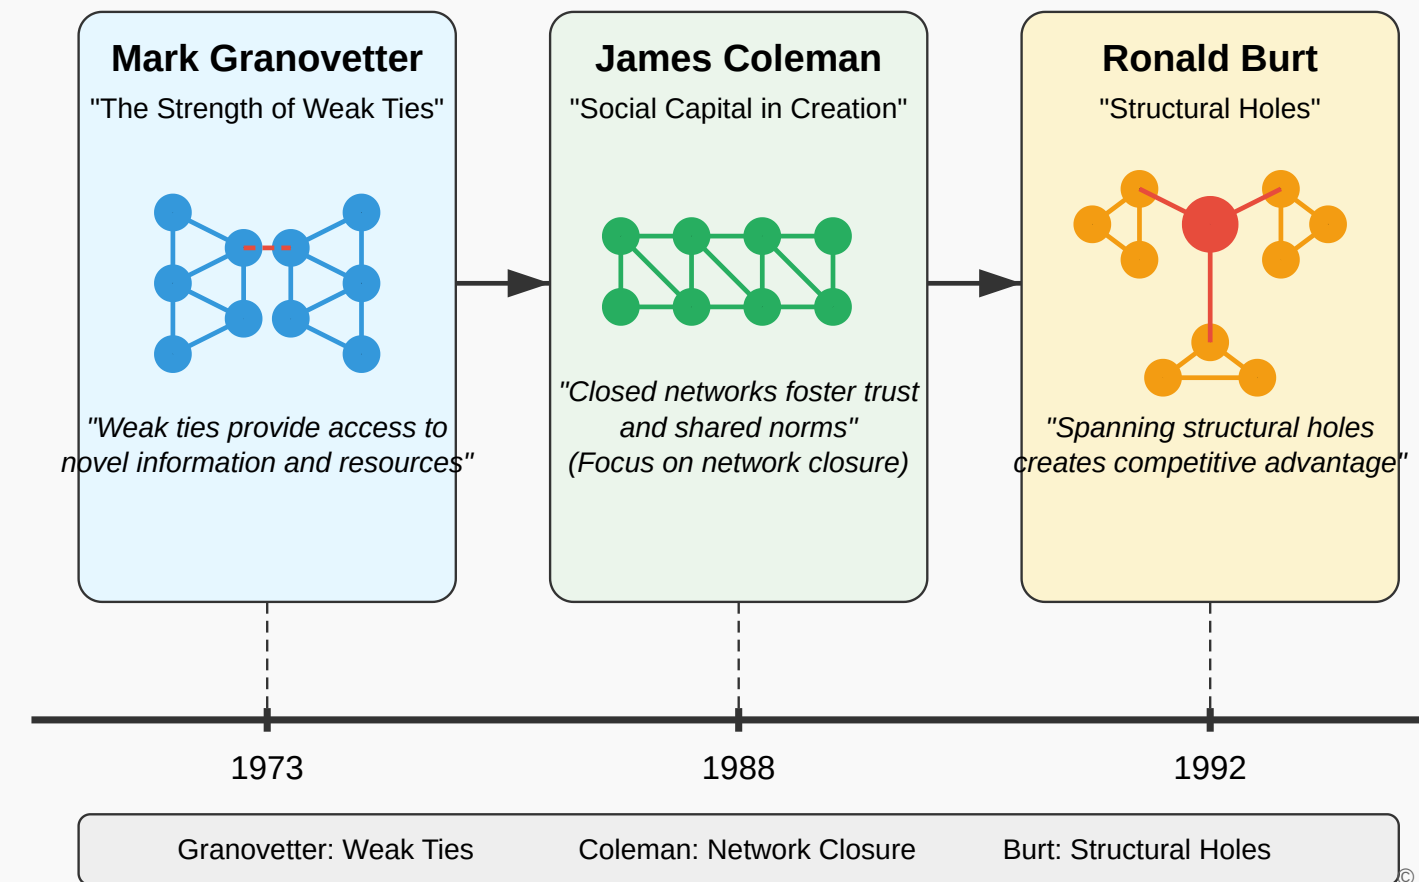 Mark Granovetter
"The Strength of Weak Ties"
"Weak ties provide access to
novel information and resources"
James Coleman
"Social Capital in Creation"
"Closed networks foster trust
and shared norms"
(Focus on network closure)
Ronald Burt
"Structural Holes"
"Spanning structural holes
creates competitive advantage"
1973
1988
1992
Granovetter: Weak Ties
Coleman: Network Closure
Burt: Structural Holes
©